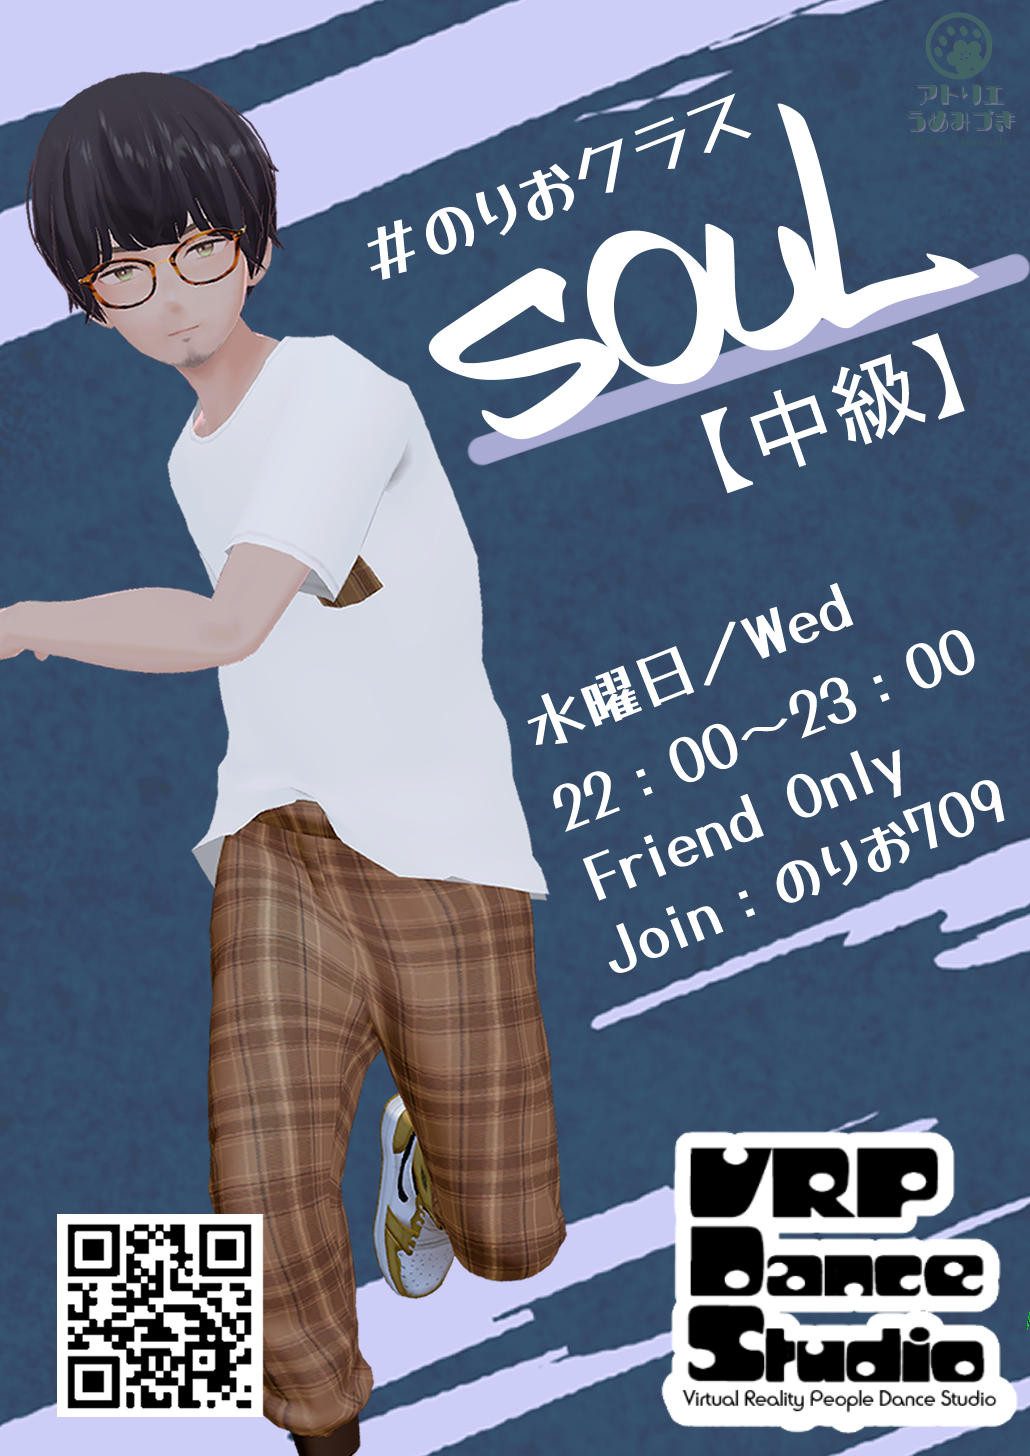 アトリエ
うめみづき
#のりおクラス
SOUL
【中級】
水曜日／Wed
22：00～23：00
Friend Only
Join：のりお709
VRP
Dance
Studio
Virtual Reality People Dance Studio